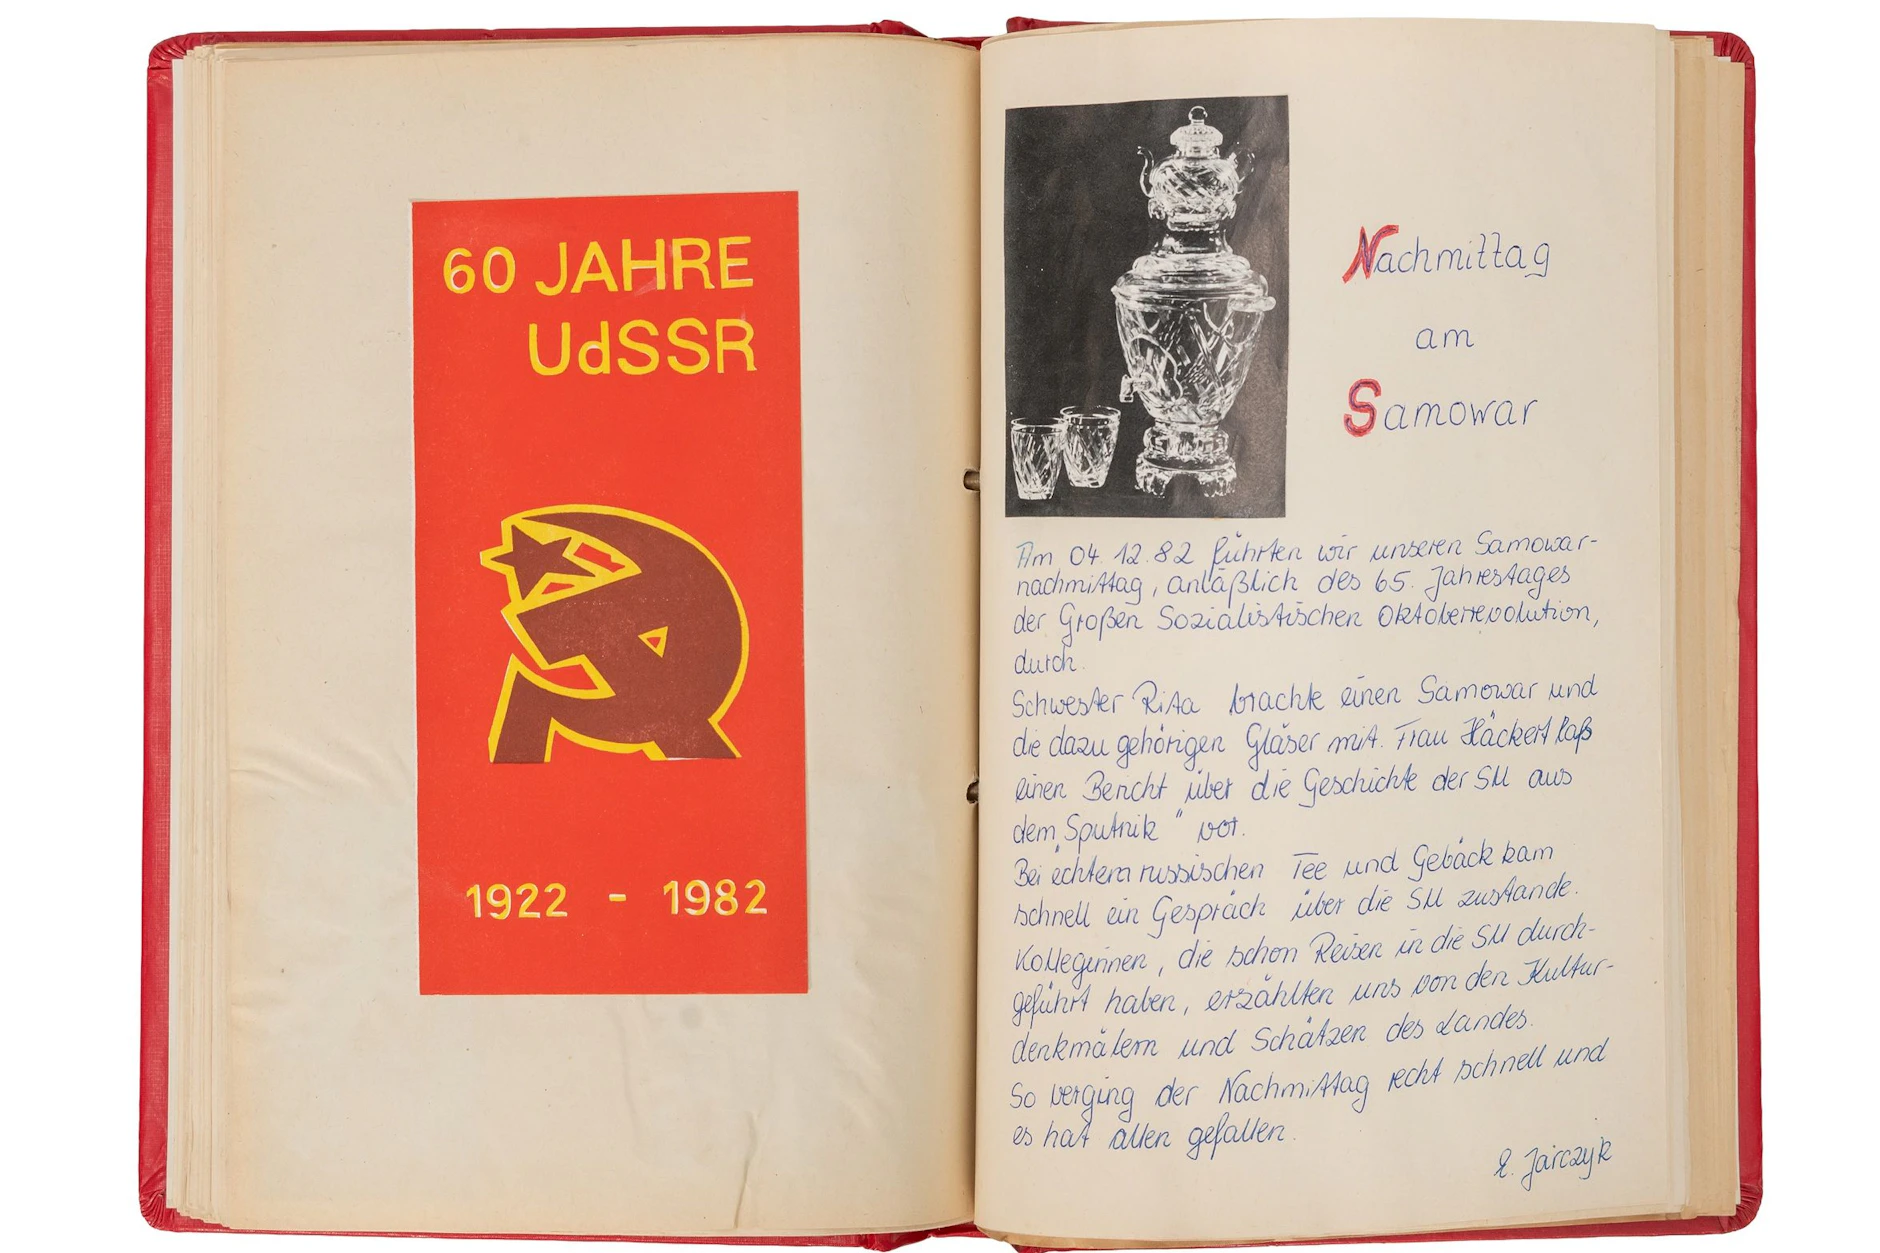 60 JAHRE
UdSSR
1922 - 1982
Nachmittag
am
Samowar
Am 04.12.82 führten wir unseren Samowar-
nachmittag, anläßlich des 65. Jahrestages
der Großen Sozialistischen Oktoberrevolution,
durch.
Schwester Rita brachte einen Samowar und
die dazu gehörigen Gläser mit. Frau Häckert laß
einen Bericht über die Geschichte der SU aus
dem „Sputnik" vor.
Bei echtem russischen Tee und Gebäck kam
schnell ein Gespräch über die SU zustande.
Kolleginnen, die schon Reisen in die SU durch-
geführt haben, erzählten uns von den Kultur-
denkmälern und Schätzen des Landes.
So verging der Nachmittag recht schnell und
es hat allen gefallen.
E. Jarczyk